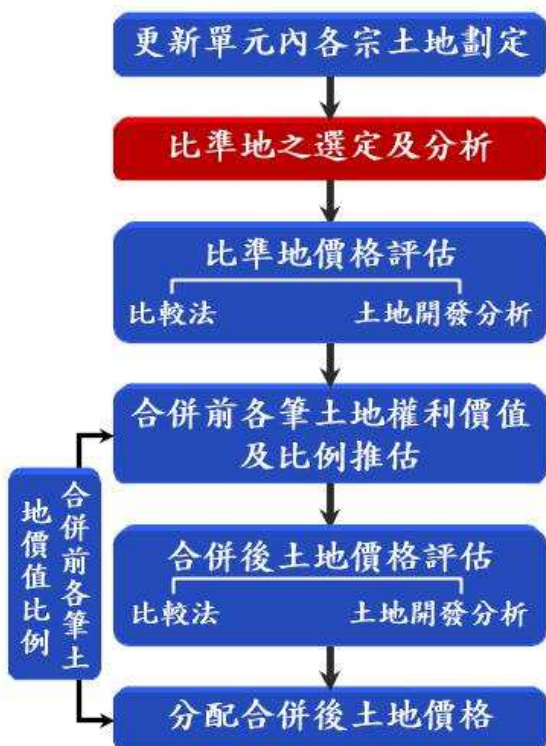 更新單元內各宗土地劃定
比準地之選定及分析
比準地價格評估
比較法
土地開發分析
合併前各筆土地權利價值
及比例推估
合併前各筆土
地價值比例
合併後土地價格評估
比較法
土地開發分析
分配合併後土地價格